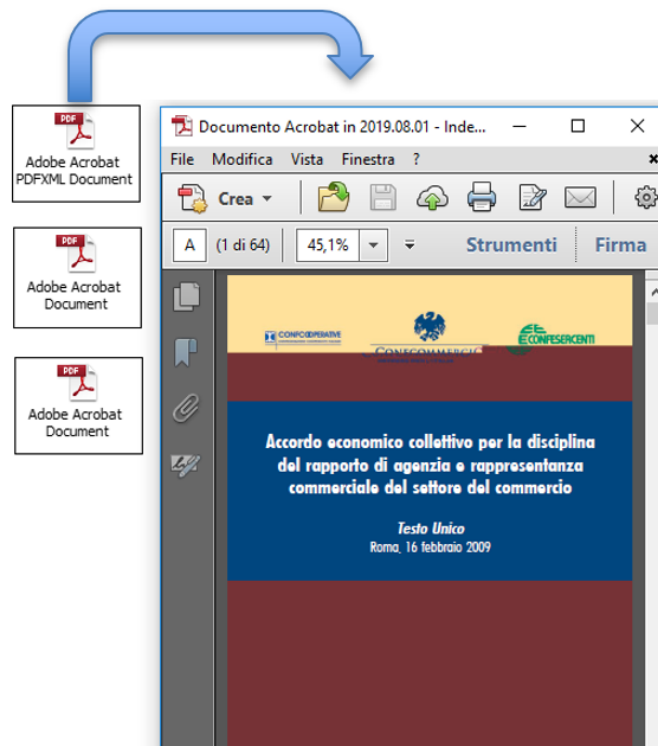 PDF
Adobe Acrobat
PDFXML Document
PDF
Adobe Acrobat
Document
PDF
Adobe Acrobat
Document
Documento Acrobat in 2019.08.01 - Inde...
File Modifica Vista Finestra ?
Crea
A (1 di 64) 45,1% Strumenti Firma
CONFCOOPERATIVE
CONFCOMMERCIO
CONFESERCENTI
Accordo economico collettivo per la disciplina
del rapporto di agenzia e rappresentanza
commerciale del settore del commercio
Testo Unico
Roma, 16 febbraio 2009